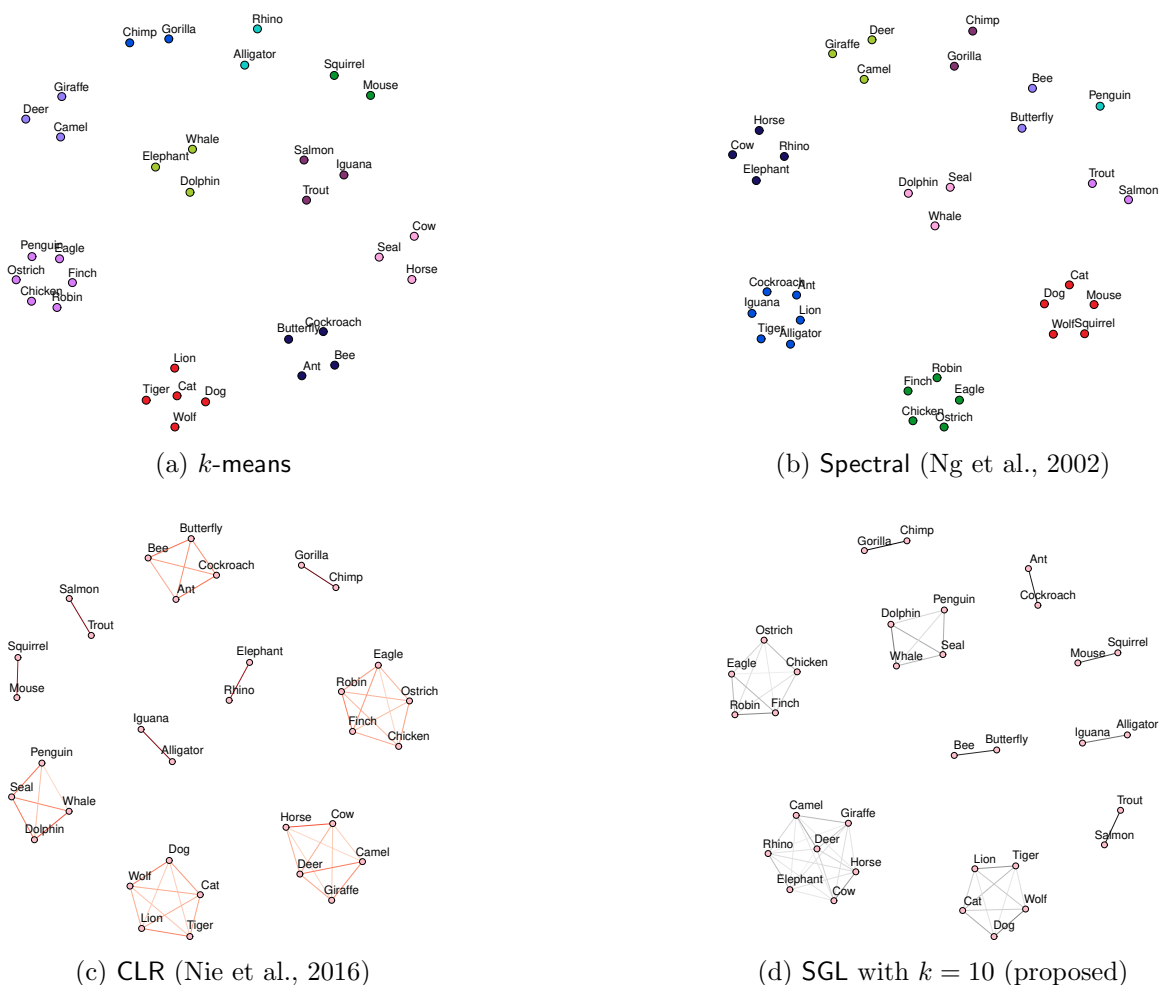 Rhino
Chimp
Gorilla
Alligator
Squirrel
Mouse
Giraffe
Deer
Camel
Whale
Elephant
Dolphin
Salmon
Iguana
Trout
Cow
Seal
Horse
Penguin
Eagle
Ostrich
Finch
Chicken
Robin
Cockroach
Butterfly
Bee
Ant
Lion
Tiger
Cat
Dog
Wolf
(a) k-means
Chimp
Deer
Giraffe
Gorilla
Camel
Bee
Penguin
Butterfly
Horse
Cow
Rhino
Elephant
Seal
Dolphin
Whale
Trout
Salmon
Cockroach
Ant
Iguana
Lion
Tiger
Alligator
Cat
Dog
Mouse
Wolf
Squirrel
Robin
Finch
Eagle
Chicken
Ostrich
(b) Spectral (Ng et al., 2002)
Butterfly
Bee
Cockroach
Ant
Gorilla
Chimp
Salmon
Trout
Squirrel
Mouse
Elephant
Rhino
Eagle
Robin
Ostrich
Finch
Chicken
Iguana
Alligator
Penguin
Seal
Whale
Dolphin
Horse
Cow
Camel
Deer
Giraffe
Dog
Wolf
Cat
Lion
Tiger
(c) CLR (Nie et al., 2016)
Chimp
Gorilla
Ant
Cockroach
Penguin
Dolphin
Whale
Seal
Ostrich
Eagle
Chicken
Robin
Finch
Squirrel
Mouse
Bee
Butterfly
Iguana
Alligator
Camel
Giraffe
Rhino
Deer
Horse
Elephant
Cow
Trout
Salmon
Lion
Tiger
Cat
Wolf
Dog
(d) SGL with k = 10 (proposed)